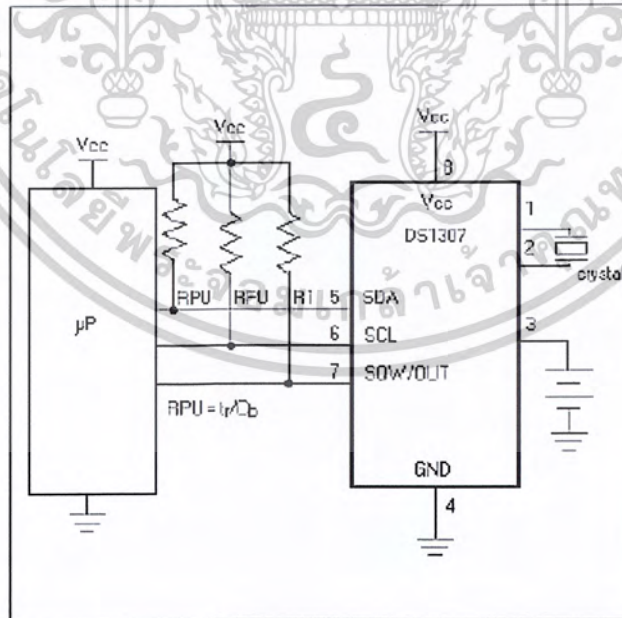 Vcc
Vcc
Vcc
8
Vcc
DS1307
1
2
crystal
µP
RPU
RPU
R1
5
SDA
6
SCL
3
7
SQW/OUT
RPU = tr/Cb
GND
4